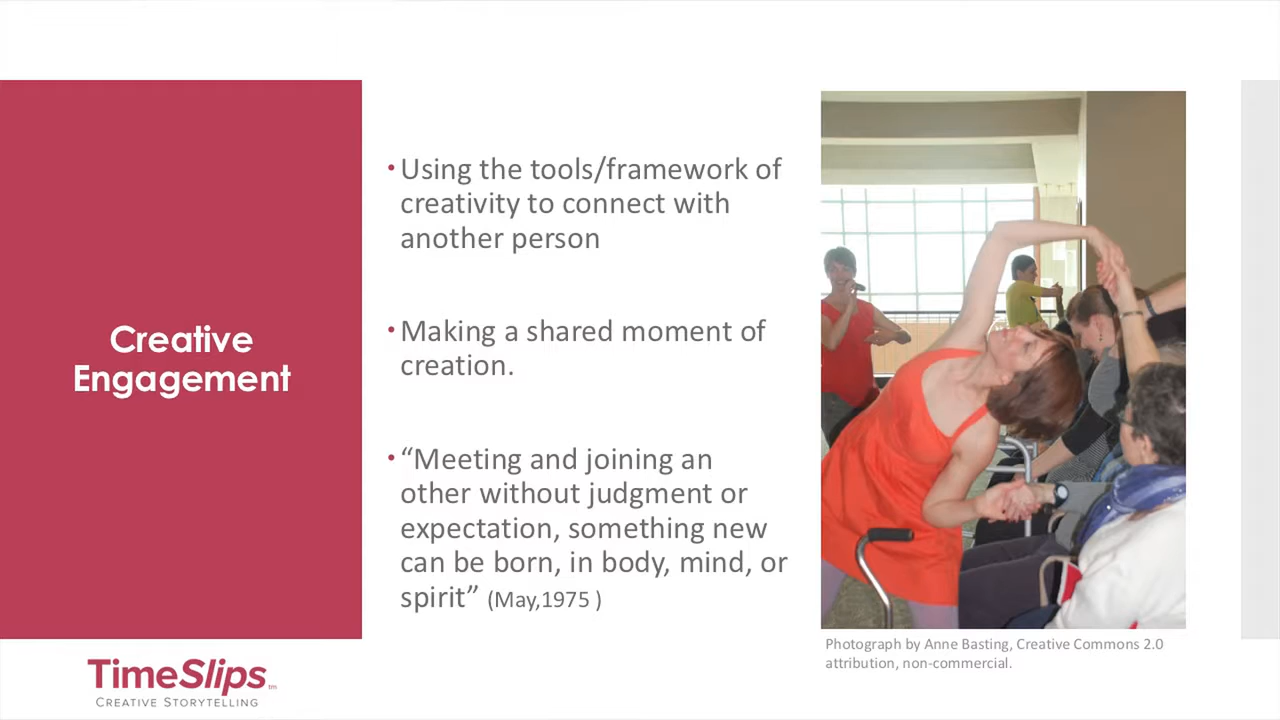 Creative
Engagement
• Using the tools/framework of
creativity to connect with
another person
• Making a shared moment of
creation.
• “Meeting and joining an
other without judgment or
expectation, something new
can be born, in body, mind, or
spirit” (May,1975 )
Photograph by Anne Basting, Creative Commons 2.0
attribution, non-commercial.
TimeSlips tm
CREATIVE STORYTELLING